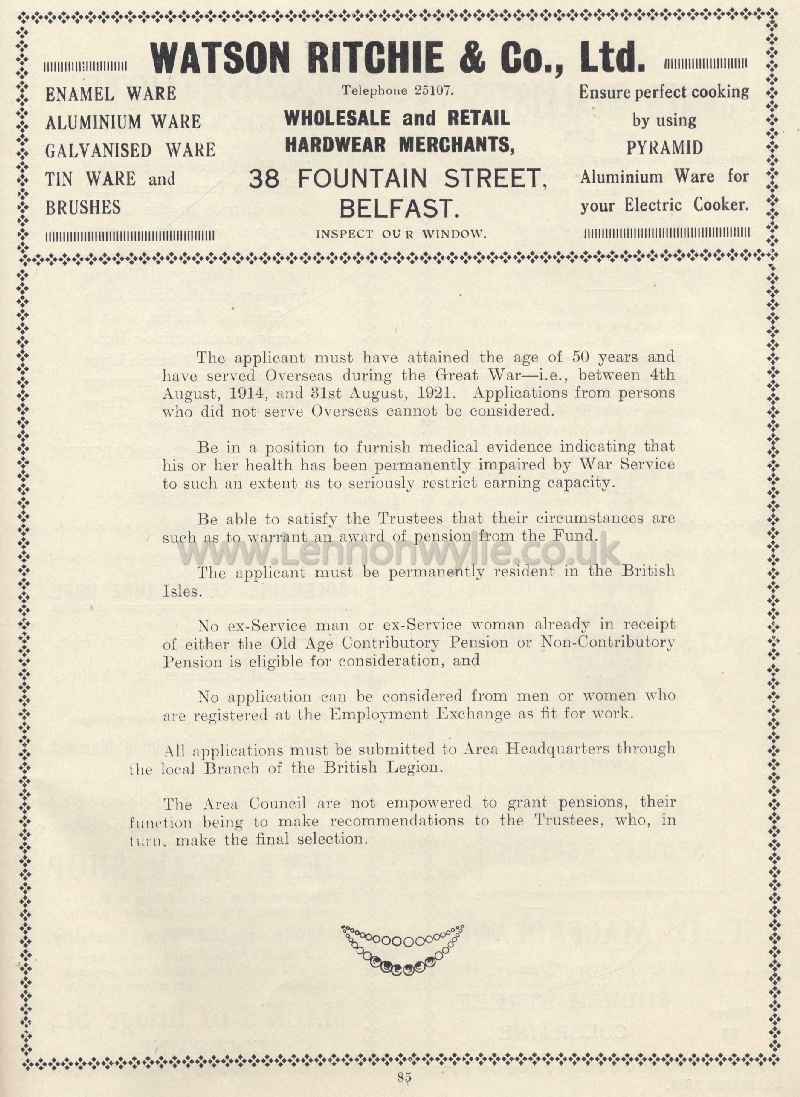 WATSON RITCHIE & Co., Ltd.
ENAMEL WARE
ALUMINIUM WARE
GALVANISED WARE
TIN WARE and
BRUSHES
Telephone 25107.
WHOLESALE and RETAIL
HARDWEAR MERCHANTS,
38 FOUNTAIN STREET,
BELFAST.
INSPECT OUR WINDOW.
Ensure perfect cooking
by using
PYRAMID
Aluminium Ware for
your Electric Cooker.
The applicant must have attained the age of 50 years and
have served Overseas during the Great War—i.e., between 4th
August, 1914, and 31st August, 1921. Applications from persons
who did not serve Overseas cannot be considered.
Be in a position to furnish medical evidence indicating that
his or her health has been permanently impaired by War Service
to such an extent as to seriously restrict earning capacity.
Be able to satisfy the Trustees that their circumstances are
such as to warrant an award of pension from the Fund.
www.Lennonwylie.co.uk
The applicant must be permanently resident in the British
Isles.
No ex-Service man or ex-Service woman already in receipt
of either the Old Age Contributory Pension or Non-Contributory
Pension is eligible for consideration, and
No application can be considered from men or women who
are registered at the Employment Exchange as fit for work.
All applications must be submitted to Area Headquarters through
the local Branch of the British Legion.
The Area Council are not empowered to grant pensions, their
function being to make recommendations to the Trustees, who, in
turn, make the final selection.
85